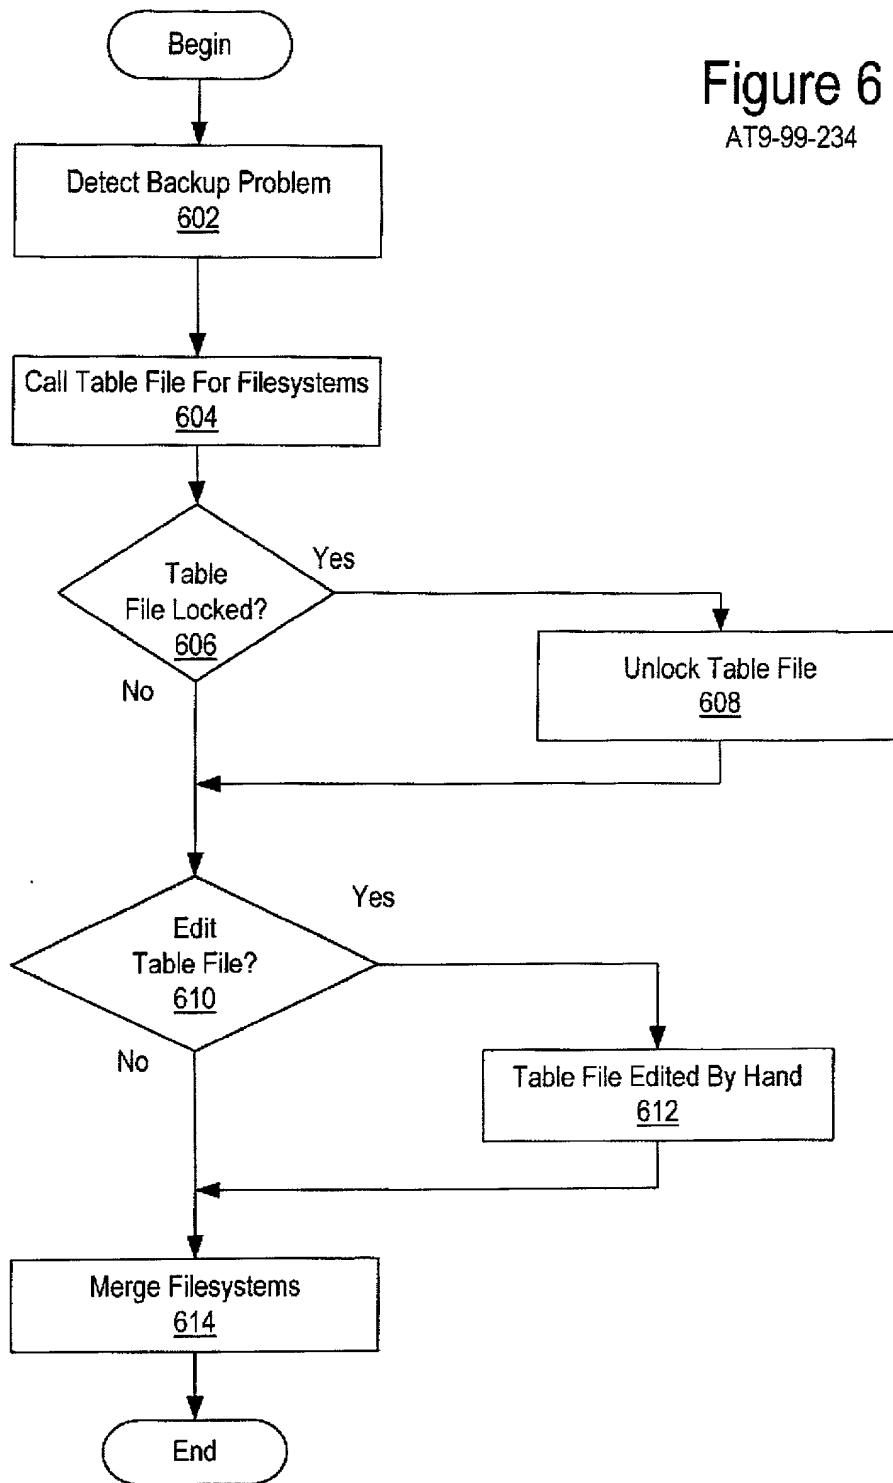 Begin
Figure 6
AT9-99-234
Detect Backup Problem
602
Call Table File For Filesystems
604
Table
File Locked?
606
Yes
No
Unlock Table File
608
Edit
Table File?
610
Yes
No
Table File Edited By Hand
612
Merge Filesystems
614
End